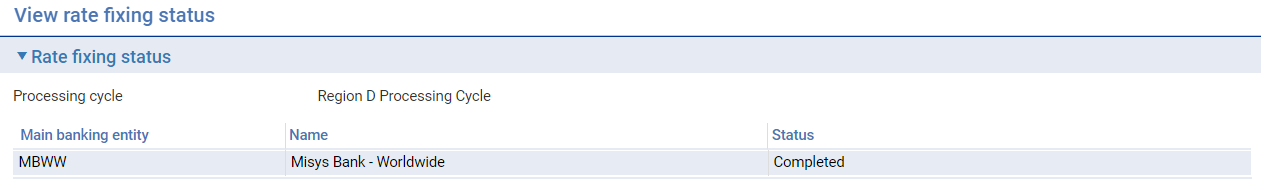 View rate fixing status
Rate fixing status
Processing cycle Region D Processing Cycle
Main banking entity Name Status
MBWW Misys Bank - Worldwide Completed